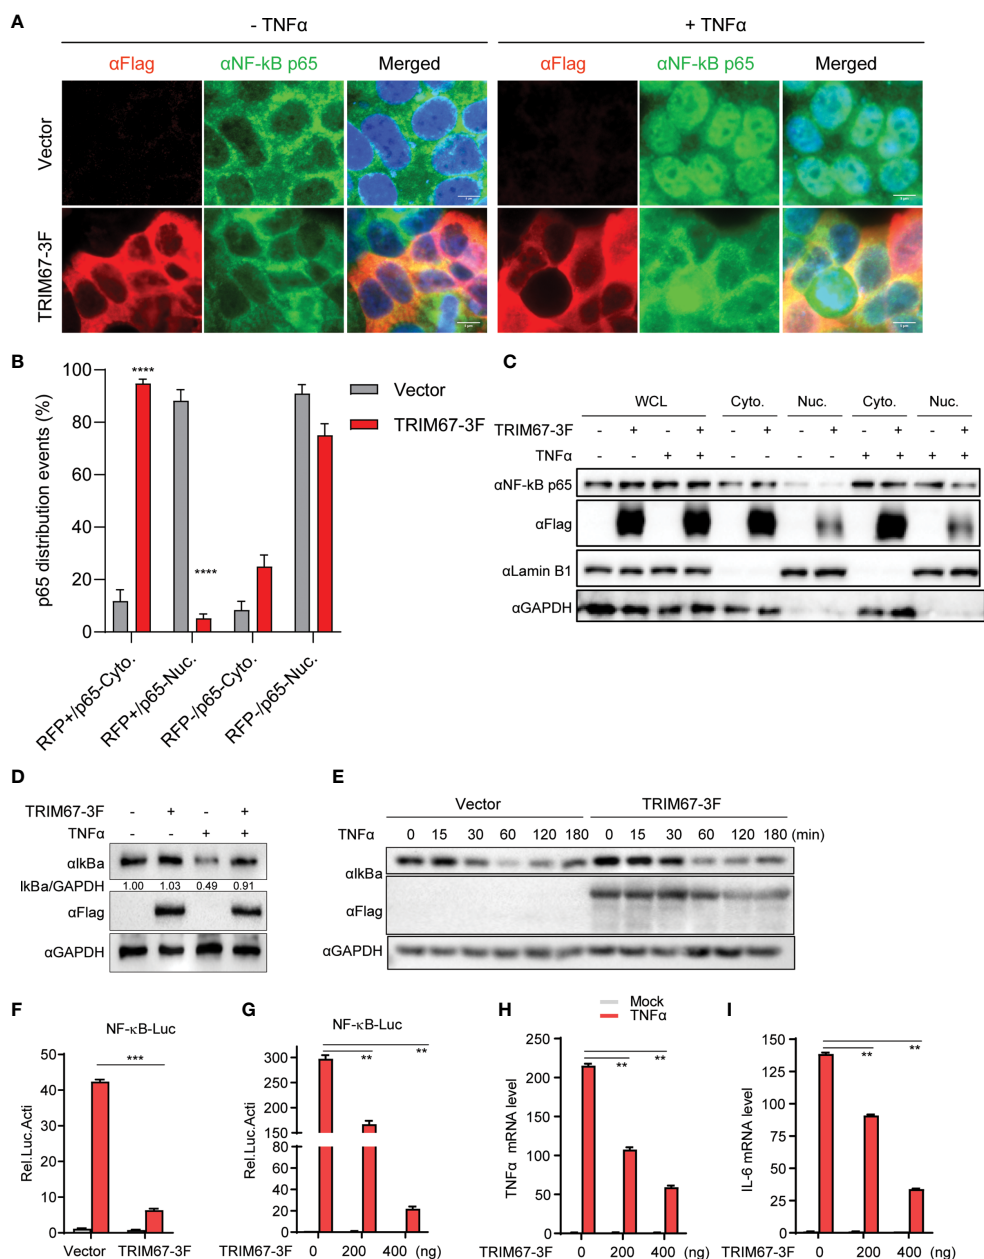 A
- TNFα
+ TNFα
αFlag αNF-kB p65 Merged αFlag αNF-kB p65 Merged
Vector
TRIM67-3F
B
p65 distribution events (%)
100
80
60
40
20
0
****
****
Vector
TRIM67-3F
RFP+/p65-Cyto.
RFP+/p65-Nuc.
RFP-/p65-Cyto.
RFP-/p65-Nuc.
C
WCL Cyto. Nuc. Cyto. Nuc.
TRIM67-3F - + - + - + - + - + - +
TNFα - - + + - - - - + + + +
αNF-kB p65
αFlag
αLamin B1
αGAPDH
D
TRIM67-3F - + - +
TNFα - - + +
αIkBa
IkBa/GAPDH 1.00 1.03 0.49 0.91
αFlag
αGAPDH
E
Vector TRIM67-3F
TNFα 0 15 30 60 120 180 0 15 30 60 120 180 (min)
αIkBa
αFlag
αGAPDH
F
NF-κB-Luc
Rel.Luc.Acti
50
40
30
20
10
0
***
Vector TRIM67-3F
G
NF-κB-Luc
Rel.Luc.Acti
300
250
200
150
100
80
60
40
20
0
**
**
TRIM67-3F 0 200 400 (ng)
Mock
TNFα
H
TNFα mRNA level
250
200
150
100
50
0
**
**
TRIM67-3F 0 200 400 (ng)
I
IL-6 mRNA level
150
125
100
75
50
25
0
**
**
TRIM67-3F 0 200 400 (ng)